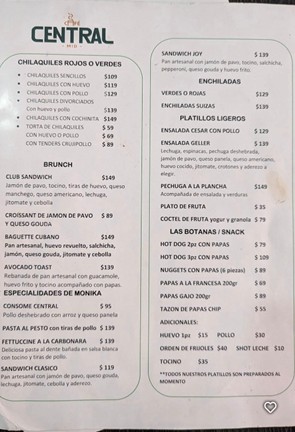 CENTRAL
MID
CHILAQUILES ROJOS O VERDES
• CHILAQUILES SENCILLOS $109
• CHILAQUILES CON HUEVO $119
• CHILAQUILES CON POLLO $129
• CHILAQUILES DIVORCIADOS
Con huevo y pollo $139
• CHILAQUILES CON COCHINITA $149
• TORTA DE CHILAQUILES $ 59
CON HUEVO O POLLO $ 69
CON TENDERS CRUJPOLLO $ 89
BRUNCH
CLUB SANDWICH $149
Jamón de pavo, tocino, tiras de huevo, queso
manchego, queso americano, lechuga,
jitomate y cebolla
CROISSANT DE JAMON DE PAVO $ 89
Y QUESO GOUDA
BAGUETTE CUBANO $149
Pan artesanal, huevo revuelto, salchicha,
jamón, queso gouda, jitomate y cebolla
AVOCADO TOAST $139
Rebanada de pan artesanal con guacamole,
huevo frito y tocino acompañado con papas.
ESPECIALIDADES DE MONIKA
CONSOME CENTRAL $ 95
Pollo deshebrado con arroz y queso panela
PASTA AL PESTO con tiras de pollo $ 139
FETTUCCINE A LA CARBONARA $ 139
Deliciosa pasta al dente bañada en salsa blanca
con tocino y tiras de pollo.
SANDWICH CLASICO $ 119
Pan artesanal con jamón de pavo, queso gouda,
lechuga, jitomate, cebolla y aderezo.
SANDWICH JOY $ 139
Pan artesanal con jamón de pavo, tocino, salchicha,
pepperoni, queso gouda y huevo frito.
ENCHILADAS
VERDES O ROJAS $129
ENCHILADAS SUIZAS $139
PLATILLOS LIGEROS
ENSALADA CESAR CON POLLO $ 129
ENSALADA GELLER $ 139
Lechuga, espinacas, pechuga deshebrada,
jamón de pavo, queso panela, queso americano,
huevo cocido, jitomate, crotones y aderezo a
elegir.
PECHUGA A LA PLANCHA $149
Acompañada de ensalada y verduras
PLATO DE FRUTA $ 35
COCTEL DE FRUTA yogur y granola $ 79
LAS BOTANAS / SNACK
HOT DOG 2pz CON PAPAS $ 79
HOT DOG 3pz CON PAPAS $ 109
NUGGETS CON PAPAS (6 piezas) $ 89
PAPAS A LA FRANCESA 200gr $ 69
PAPAS GAJO 200gr $ 89
TAZON DE PAPAS CHIP $ 55
ADICIONALES:
HUEVO 1pz $15 POLLO $30
ORDEN DE FRIJOLES $40 SHOT LECHE $10
TOCINO $35
**TODOS NUESTROS PLATILLOS SON PREPARADOS AL
MOMENTO